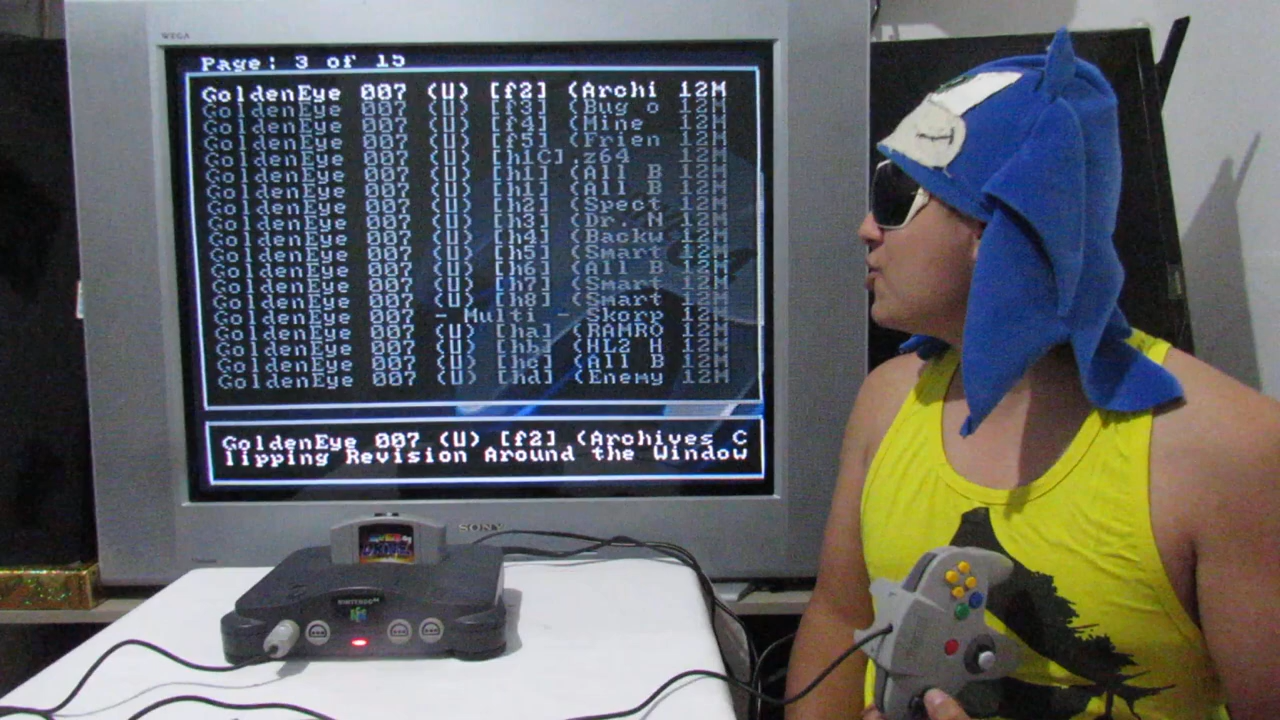 WEGA
Page: 3 of 15
GoldenEye 007 (U) [f2] (Archi 12M
GoldenEye 007 (U) [f3] (Bug o 12M
GoldenEye 007 (U) [f4] (Mine 12M
GoldenEye 007 (U) [f5] (Frien 12M
GoldenEye 007 (U) [h1C].z64 12M
GoldenEye 007 (U) [h1] (All B 12M
GoldenEye 007 (U) [h1] (All B 12M
GoldenEye 007 (U) [h2] (Spect 12M
GoldenEye 007 (U) [h3] (Dr. N 12M
GoldenEye 007 (U) [h4] (Backw 12M
GoldenEye 007 (U) [h5] (Smart 12M
GoldenEye 007 (U) [h6] (All B 12M
GoldenEye 007 (U) [h7] (Smart 12M
GoldenEye 007 (U) [h8] (Smart 12M
GoldenEye 007 - Multi - Skorp 12M
GoldenEye 007 (U) [ha] (RAMRO 12M
GoldenEye 007 (U) [hb] (HL2 H 12M
GoldenEye 007 (U) [hc] (All B 12M
GoldenEye 007 (U) [hd] (Enemy 12M
GoldenEye 007 (U) [f2] (Archives C
lipping Revision Around the Window
SONY
NINTENDO 64